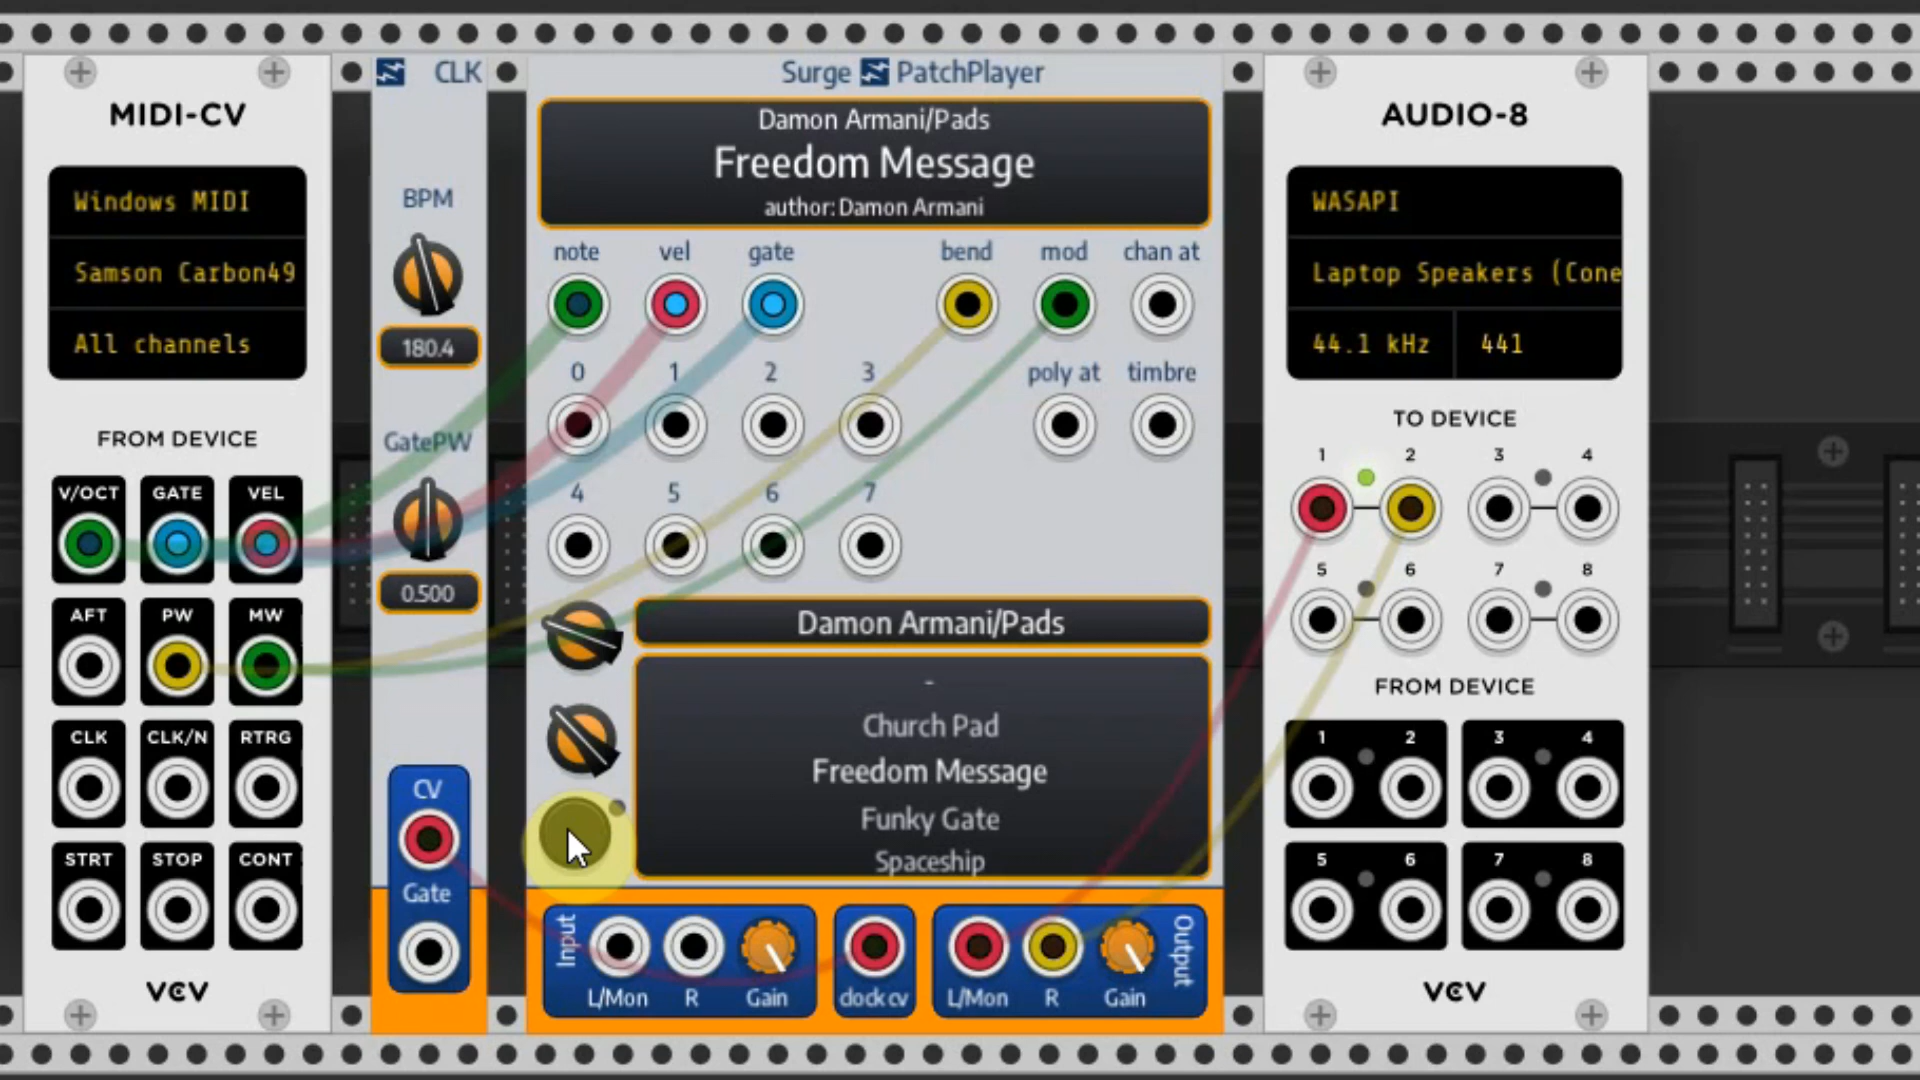 MIDI-CV
Windows MIDI
Samson Carbon49
All channels
FROM DEVICE
V/OCT GATE VEL
AFT PW MW
CLK CLK/N RTRG
STRT STOP CONT
VCV
CLK
BPM
180.4
GatePW
0.500
CV
Gate
Surge PatchPlayer
Damon Armani/Pads
Freedom Message
author: Damon Armani
note vel gate bend mod chan at
0 1 2 3 poly at timbre
4 5 6 7
Damon Armani/Pads
-
Church Pad
Freedom Message
Funky Gate
Spaceship
Input
L/Mon R Gain
clock cv
L/Mon R Gain
Output
AUDIO-8
WASAPI
Laptop Speakers (Cone
44.1 kHz 441
TO DEVICE
1 2 3 4
5 6 7 8
FROM DEVICE
1 2 3 4
5 6 7 8
VCV